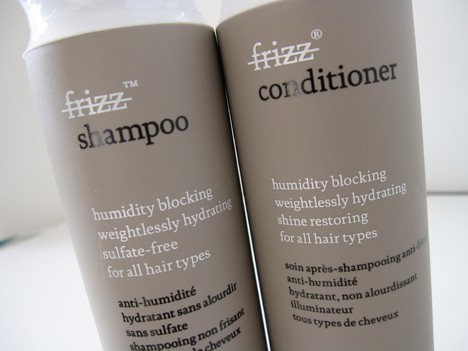 frizz™
shampoo
humidity blocking
weightlessly hydrating
sulfate-free
for all hair types
anti-humidité
hydratant sans alourdir
sans sulfate
shampooing non frisant
de cheveux
frizz®
conditioner
humidity blocking
weightlessly hydrating
shine restoring
for all hair types
soin après-shampooing
anti-humidité
hydratant, non alourdissant
illuminateur
tous types de cheveux